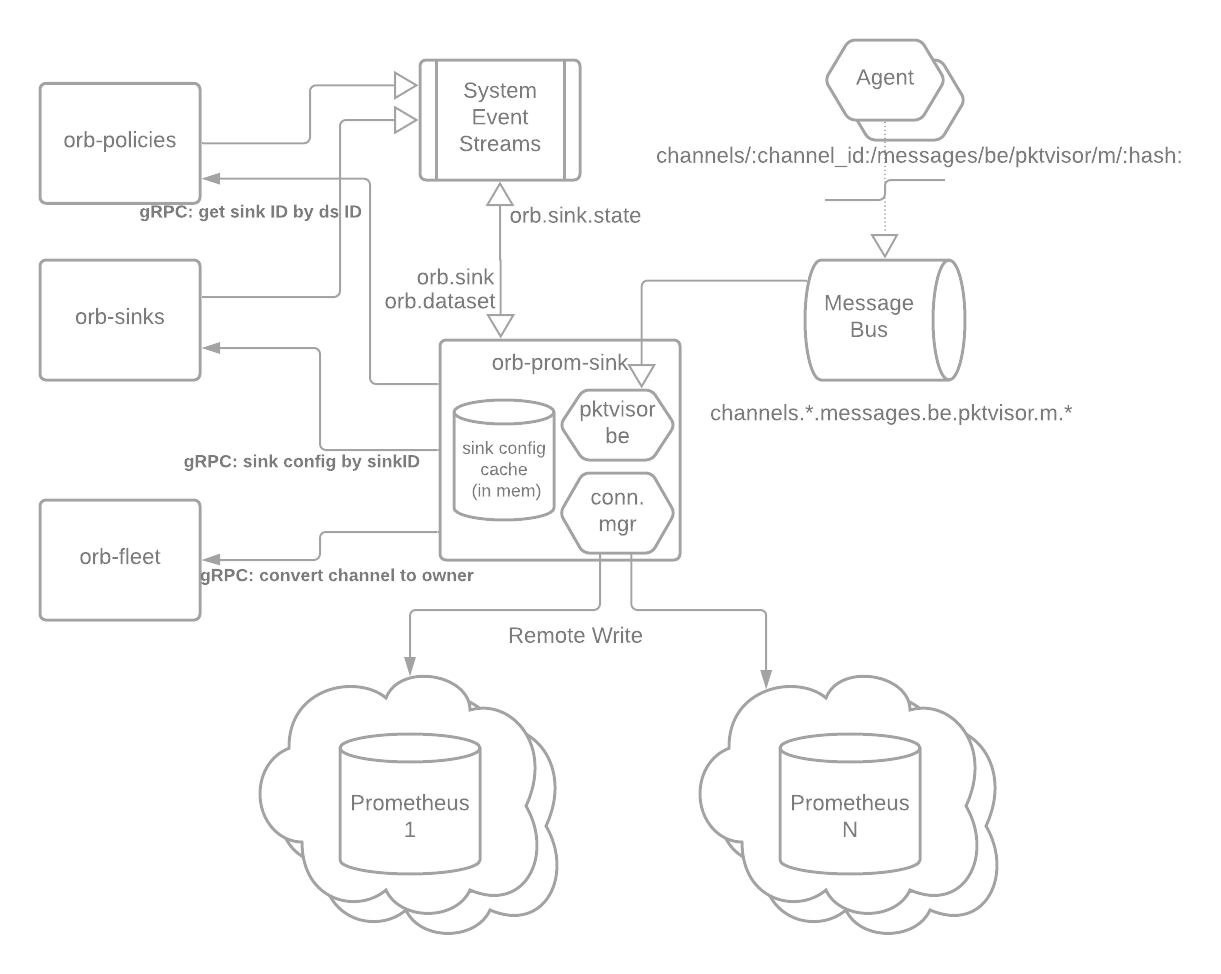 System
Event
Streams
Agent
orb-policies
channels/:channel_id:/messages/be/pktvisor/m/:hash:
gRPC: get sink ID by ds ID
orb.sink.state
orb.sink
orb.dataset
orb-sinks
Message
Bus
orb-prom-sink
pktvisor
be
channels.*.messages.be.pktvisor.m.*
sink config
cache
(in mem)
gRPC: sink config by sinkID
conn.
mgr
orb-fleet
gRPC: convert channel to owner
Remote Write
Prometheus
1
Prometheus
N